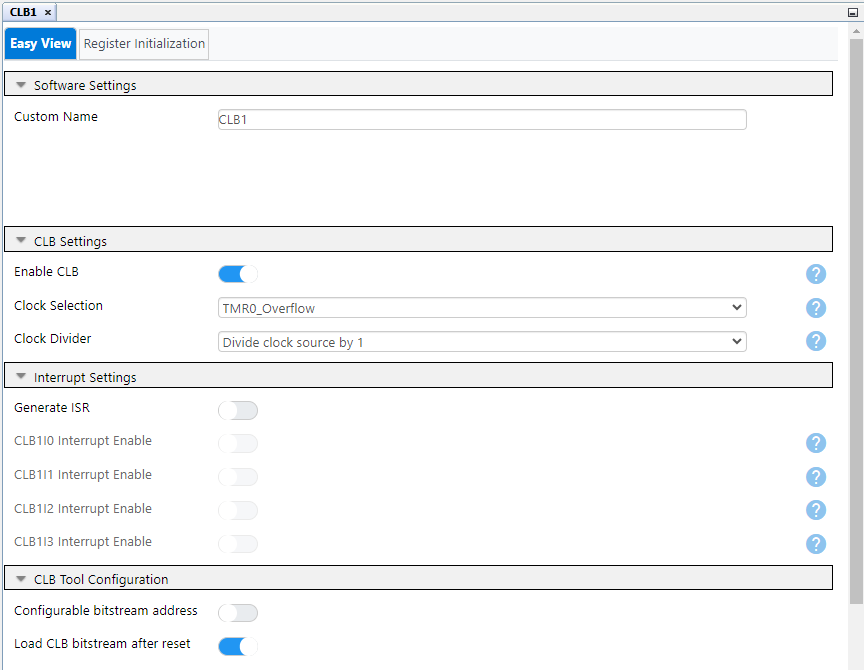 CLB1 ×
Easy View Register Initialization
Software Settings
Custom Name CLB1
CLB Settings
Enable CLB ?
Clock Selection TMR0_Overflow ?
Clock Divider Divide clock source by 1 ?
Interrupt Settings
Generate ISR
CLB1I0 Interrupt Enable ?
CLB1I1 Interrupt Enable ?
CLB1I2 Interrupt Enable ?
CLB1I3 Interrupt Enable ?
CLB Tool Configuration
Configurable bitstream address
Load CLB bitstream after reset